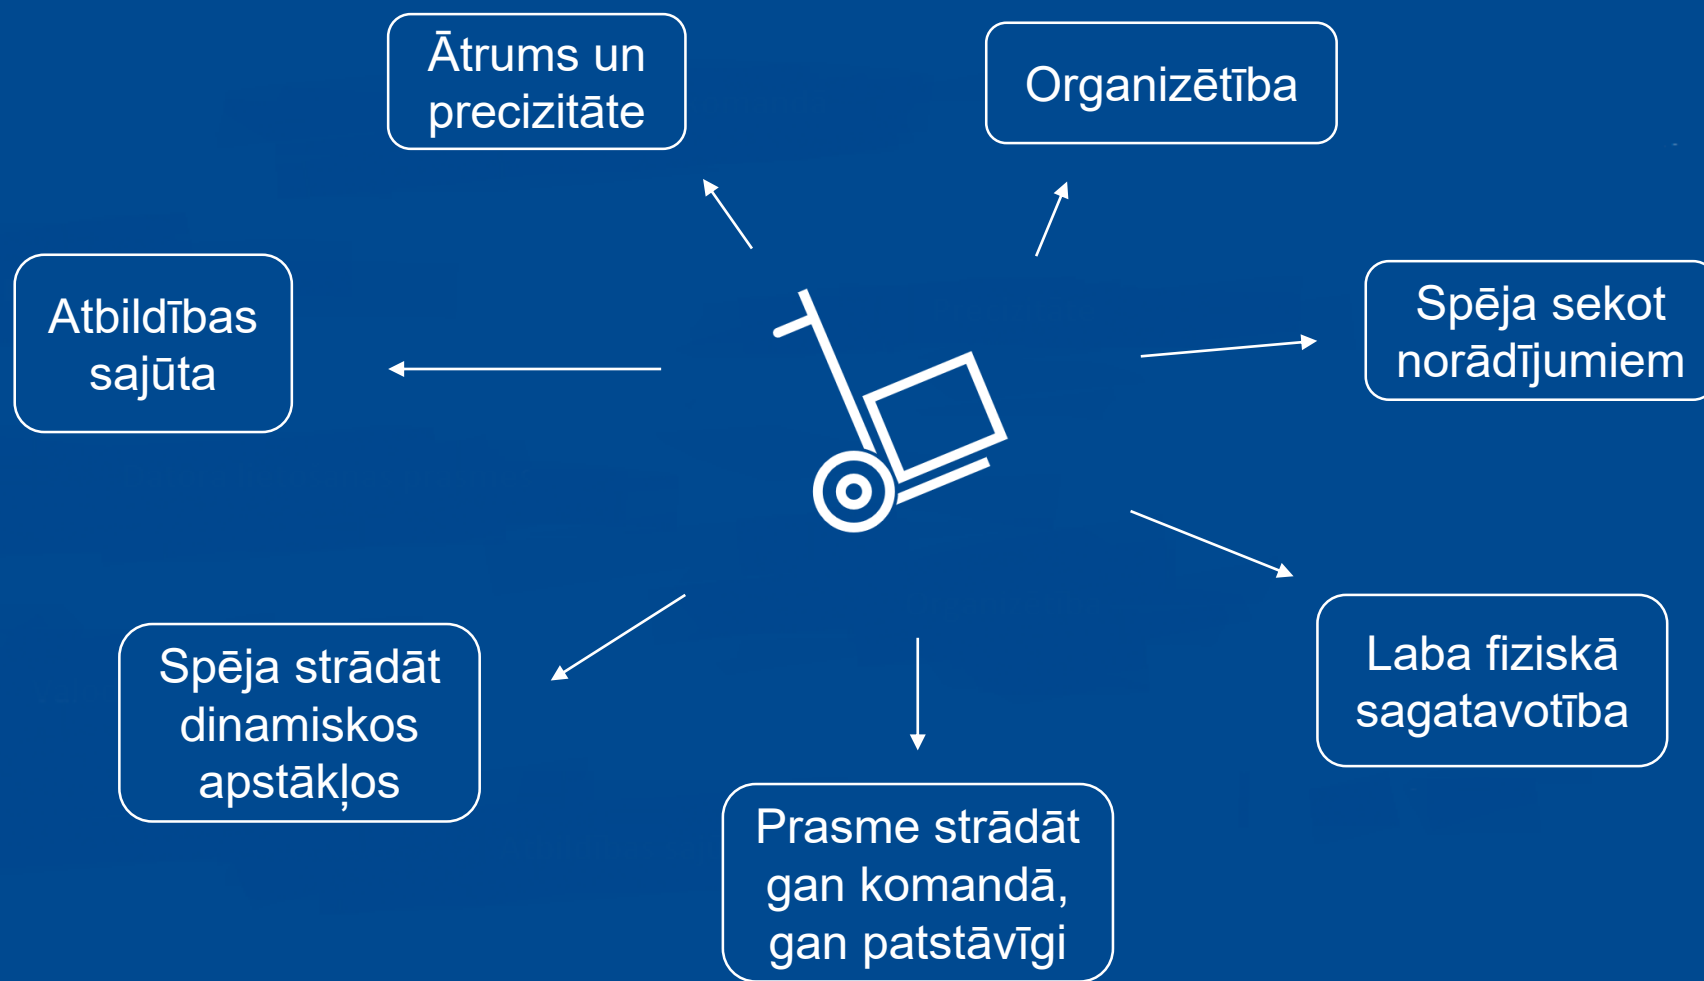 Ātrums un
precizitāte
Organizētība
Atbildības
sajūta
Spēja sekot
norādījumiem
Spēja strādāt
dinamiskos
apstākļos
Laba fiziskā
sagatavotība
Prasme strādāt
gan komandā,
gan patstāvīgi